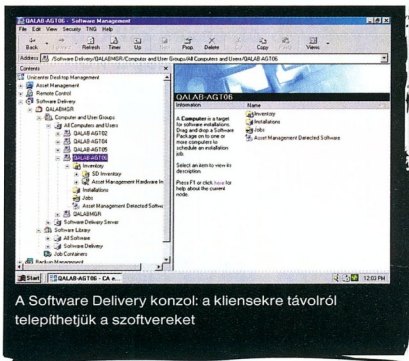 QALAB-AGT06 - Software Management
File Edit View Security TNG Help
Back Refresh Timer Up Prop. Delete Copy Views
Address /Software Delivery/QALABMGR/Computer and User Groups/All Computers and Users/QALAB-AGT06
Contents
Unicenter Desktop Management
Asset Management
Remote Control
Software Delivery
QALABMGR
Computer and User Groups
All Computers and Users
QALAB-AGT02
QALAB-AGT04
QALAB-AGT05
QALAB-AGT06
Inventory
SD Inventory
Asset Management Hardware In
Installations
Jobs
Asset Management Detected Softwa
QALABMGR
Software Delivery Server
Software Library
All Software
Software Delivery
Job Containers
Backup Management
QALAB-AGT06
Information
A Computer is a target
for software installations.
Drag and drop a Software
Package on to one or
more computers to
schedule an installation
job.
Select an item to view its
description.
Press F1 or click here for
help about the current
node.
Name
Inventory
Installations
Jobs
Asset Management Detected Software
Start QALAB-AGT06 - CA e... 12:03 PM
A Software Delivery konzol: a kliensekre távolról
telepíthetjük a szoftvereket